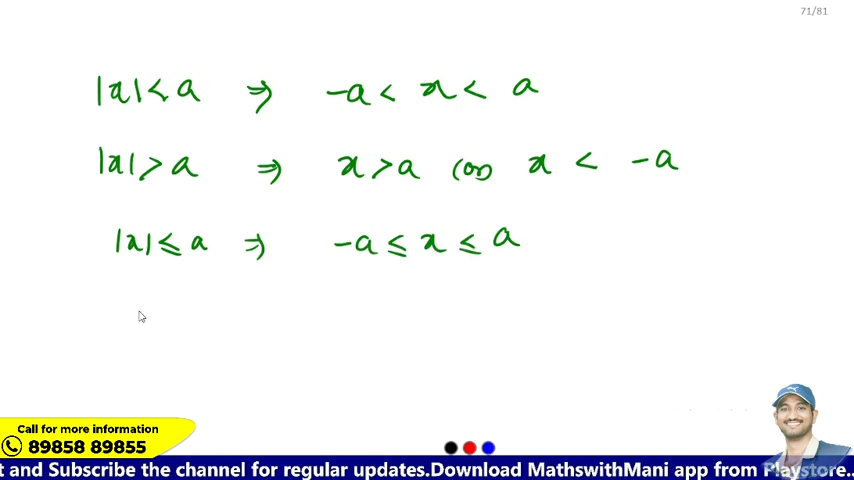 71/81
|x| < a ⇒ -a < x < a
|x| > a ⇒ x > a (or) x < -a
|x| ≤ a ⇒ -a ≤ x ≤ a
Call for more information
89858 89855
t and Subscribe the channel for regular updates.Download MathswithMani app from Playstore..